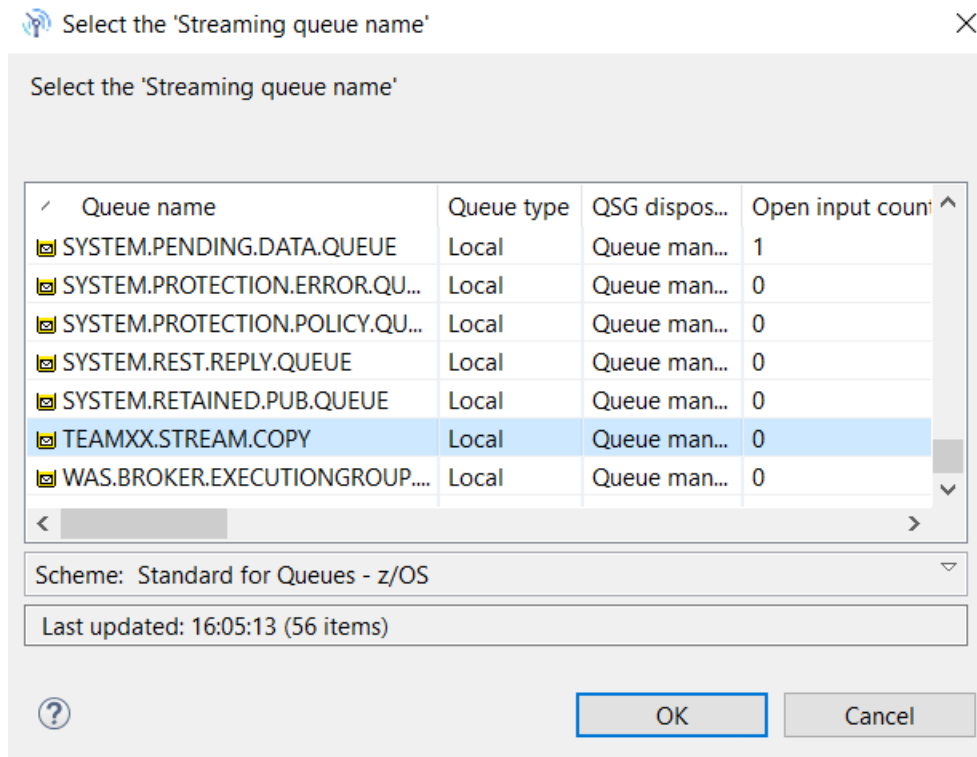 Select the 'Streaming queue name'
Select the 'Streaming queue name'
Queue name Queue type QSG dispos... Open input count
SYSTEM.PENDING.DATA.QUEUE Local Queue man... 1
SYSTEM.PROTECTION.ERROR.QU... Local Queue man... 0
SYSTEM.PROTECTION.POLICY.QU... Local Queue man... 0
SYSTEM.REST.REPLY.QUEUE Local Queue man... 0
SYSTEM.RETAINED.PUB.QUEUE Local Queue man... 0
TEAMXX.STREAM.COPY Local Queue man... 0
WAS.BROKER.EXECUTIONGROUP.... Local Queue man... 0
Scheme: Standard for Queues - z/OS
Last updated: 16:05:13 (56 items)
? OK Cancel